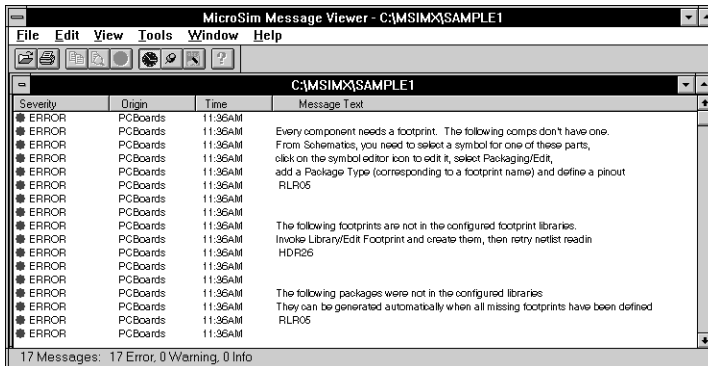 MicroSim Message Viewer - C:\MSIMX\SAMPLE1
File Edit View Tools Window Help
C:\MSIMX\SAMPLE1
Severity Origin Time Message Text
ERROR PCBoards 11:36AM
ERROR PCBoards 11:36AM Every component needs a footprint. The following comps don't have one.
ERROR PCBoards 11:36AM From Schematics, you need to select a symbol for one of these parts,
ERROR PCBoards 11:36AM click on the symbol editor icon to edit it, select Packaging/Edit,
ERROR PCBoards 11:36AM add a Package Type (corresponding to a footprint name) and define a pinout
ERROR PCBoards 11:36AM RLR05
ERROR PCBoards 11:36AM
ERROR PCBoards 11:36AM
ERROR PCBoards 11:36AM The following footprints are not in the configured footprint libraries.
ERROR PCBoards 11:36AM Invoke Library/Edit Footprint and create them, then retry netlist readin
ERROR PCBoards 11:36AM HDR26
ERROR PCBoards 11:36AM
ERROR PCBoards 11:36AM
ERROR PCBoards 11:36AM The following packages were not in the configured libraries
ERROR PCBoards 11:36AM They can be generated automatically when all missing footprints have been defined
ERROR PCBoards 11:36AM RLR05
ERROR PCBoards 11:36AM
17 Messages: 17 Error, 0 Warning, 0 Info